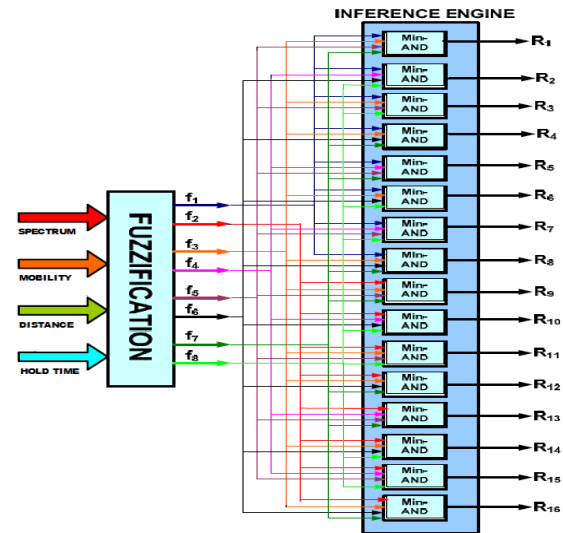 INFERENCE ENGINE
Min-
AND
R1
Min-
AND
R2
Min-
AND
R3
Min-
AND
R4
Min-
AND
R5
Min-
AND
R6
Min-
AND
R7
Min-
AND
R8
Min-
AND
R9
Min-
AND
R10
Min-
AND
R11
Min-
AND
R12
Min-
AND
R13
Min-
AND
R14
Min-
AND
R15
Min-
AND
R16
SPECTRUM
MOBILITY
DISTANCE
HOLD TIME
FUZZIFICATION
f1
f2
f3
f4
f5
f6
f7
f8